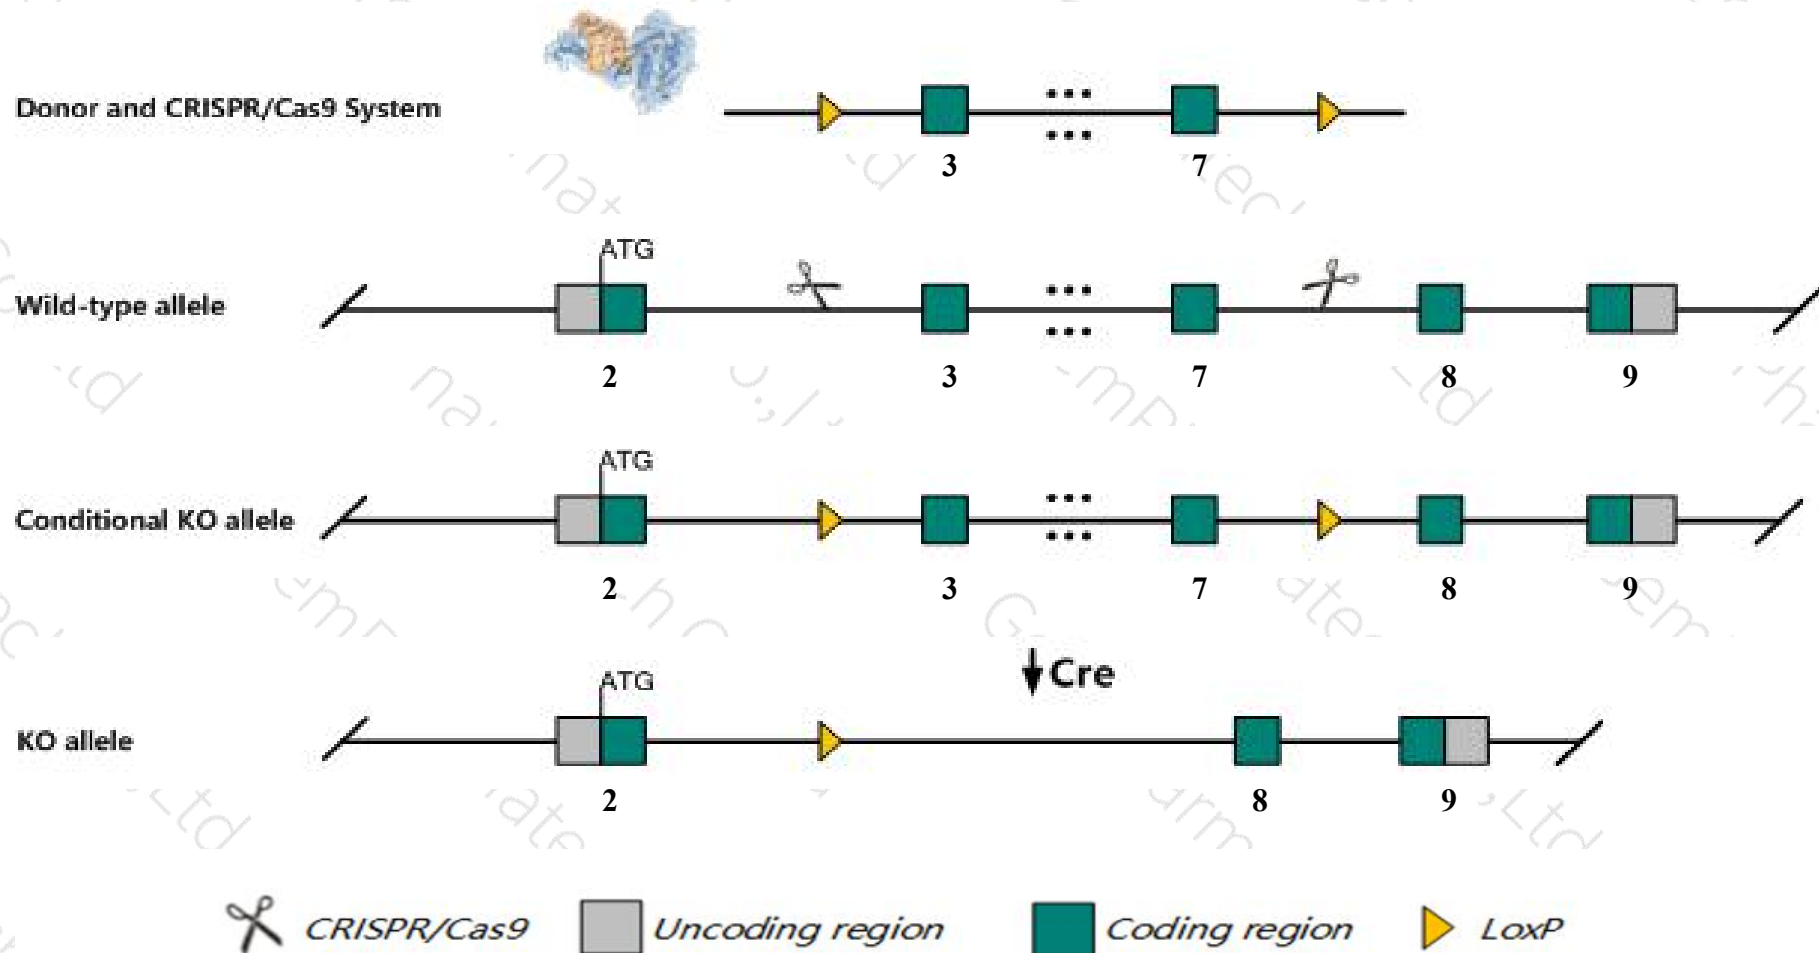 Donor and CRISPR/Cas9 System
... 
...
3 7
ATG
Wild-type allele
...
...
2 3 7 8 9
ATG
Conditional KO allele
...
...
2 3 7 8 9
Cre
ATG
KO allele
2 8 9
CRISPR/Cas9 Uncoding region Coding region LoxP